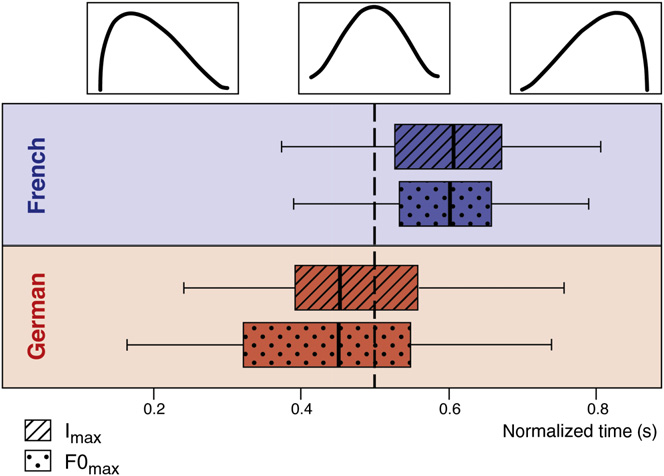 French
German
0.2 0.4 0.6 0.8
Normalized time (s)
Imax
F0max